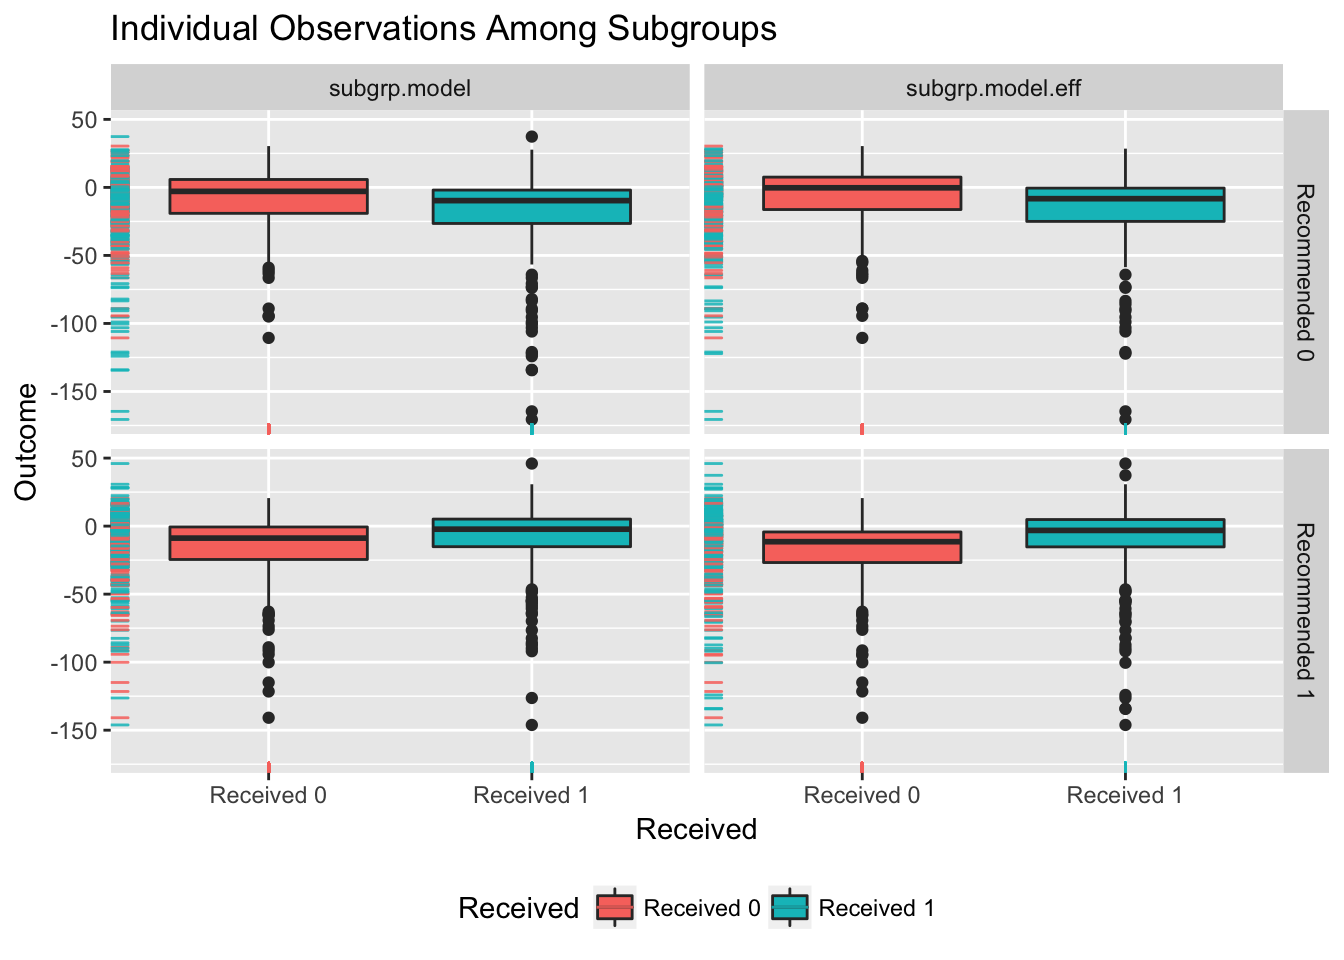 Individual Observations Among Subgroups
subgrp.model
subgrp.model.eff
50
0
-50
-100
-150
Recommended 0
Outcome
50
0
-50
-100
-150
Recommended 1
Received 0
Received 1
Received 0
Received 1
Received
Received
Received 0
Received 1